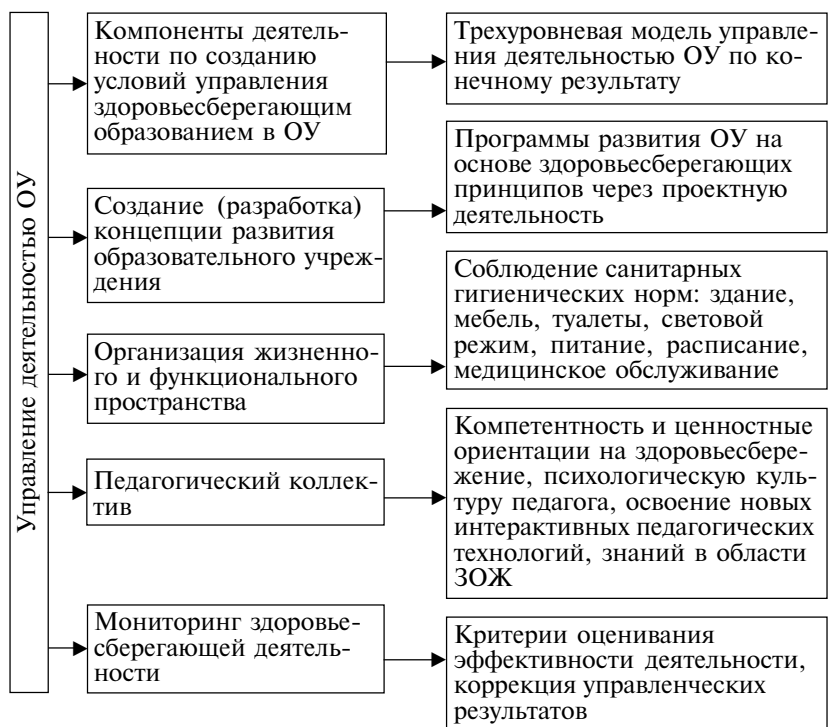 Управление деятельностью ОУ
Компоненты деятель-
ности по созданию
условий управления
здоровьесберегающим
образованием в ОУ
Трехуровневая модель управле-
ния деятельностью ОУ по ко-
нечному результату
Создание (разработка)
концепции развития
образовательного учреж-
дения
Программы развития ОУ на
основе здоровьесберегающих
принципов через проектную
деятельность
Организация жизненно-
го и функционального
пространства
Соблюдение санитарных
гигиенических норм: здание,
мебель, туалеты, световой
режим, питание, расписание,
медицинское обслуживание
Педагогический коллек-
тив
Компетентность и ценностные
ориентации на здоровьесбере-
жение, психологическую куль-
туру педагога, освоение новых
интерактивных педагогических
технологий, знаний в области
ЗОЖ
Мониторинг здоровье-
сберегающей деятель-
ности
Критерии оценивания
эффективности деятельности,
коррекция управленческих
результатов